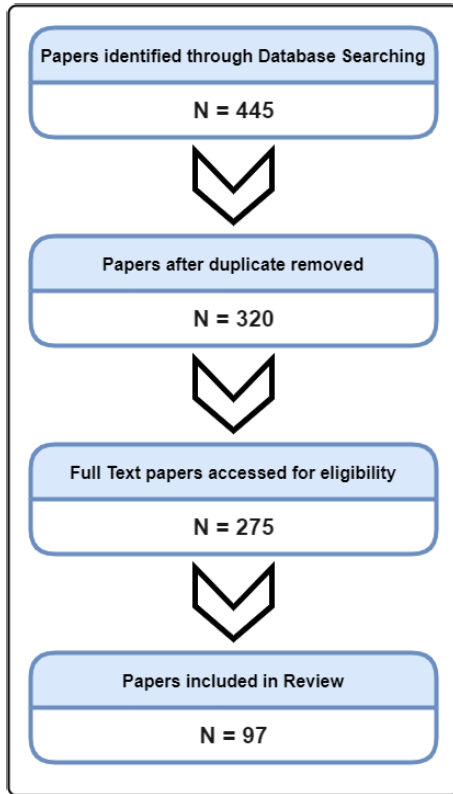 Papers identified through Database Searching
N = 445
Papers after duplicate removed
N = 320
Full Text papers accessed for eligibility
N = 275
Papers included in Review
N = 97